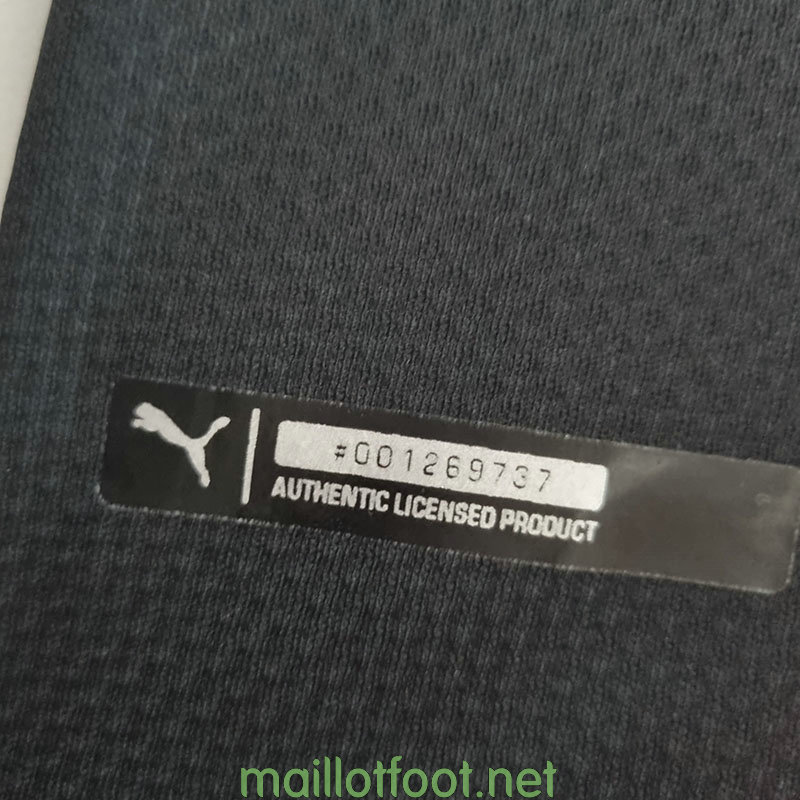 #001269737
AUTHENTIC LICENSED PRODUCT
maillotfoot.net